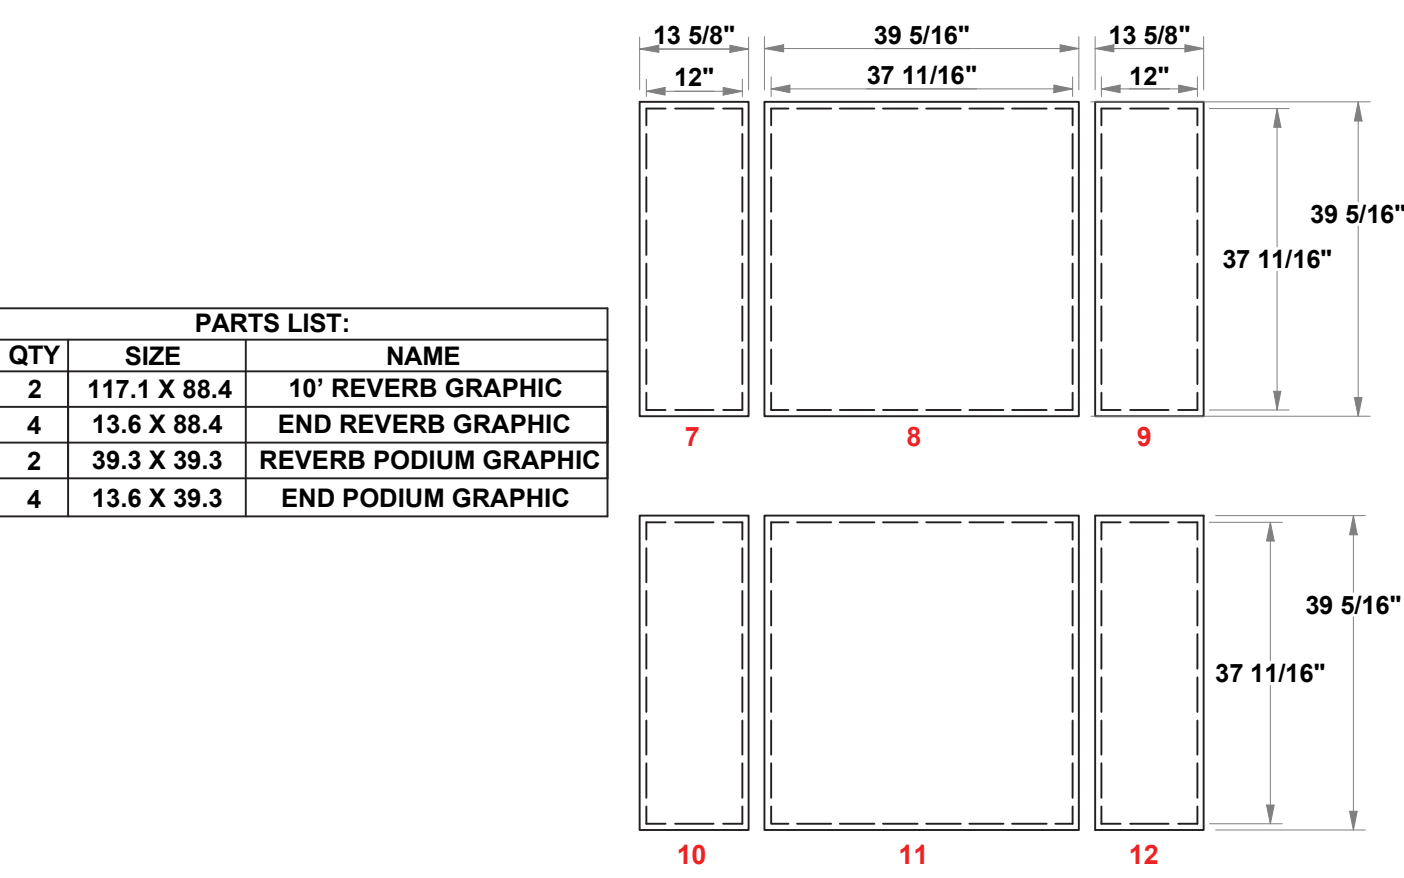 13 5/8" 39 5/16" 13 5/8"
12" 37 11/16" 12"
39 5/16"
37 11/16"
PARTS LIST:
QTY SIZE NAME
2 117.1 X 88.4 10’ REVERB GRAPHIC
4 13.6 X 88.4 END REVERB GRAPHIC
2 39.3 X 39.3 REVERB PODIUM GRAPHIC
4 13.6 X 39.3 END PODIUM GRAPHIC
7 8 9
39 5/16"
37 11/16"
10 11 12